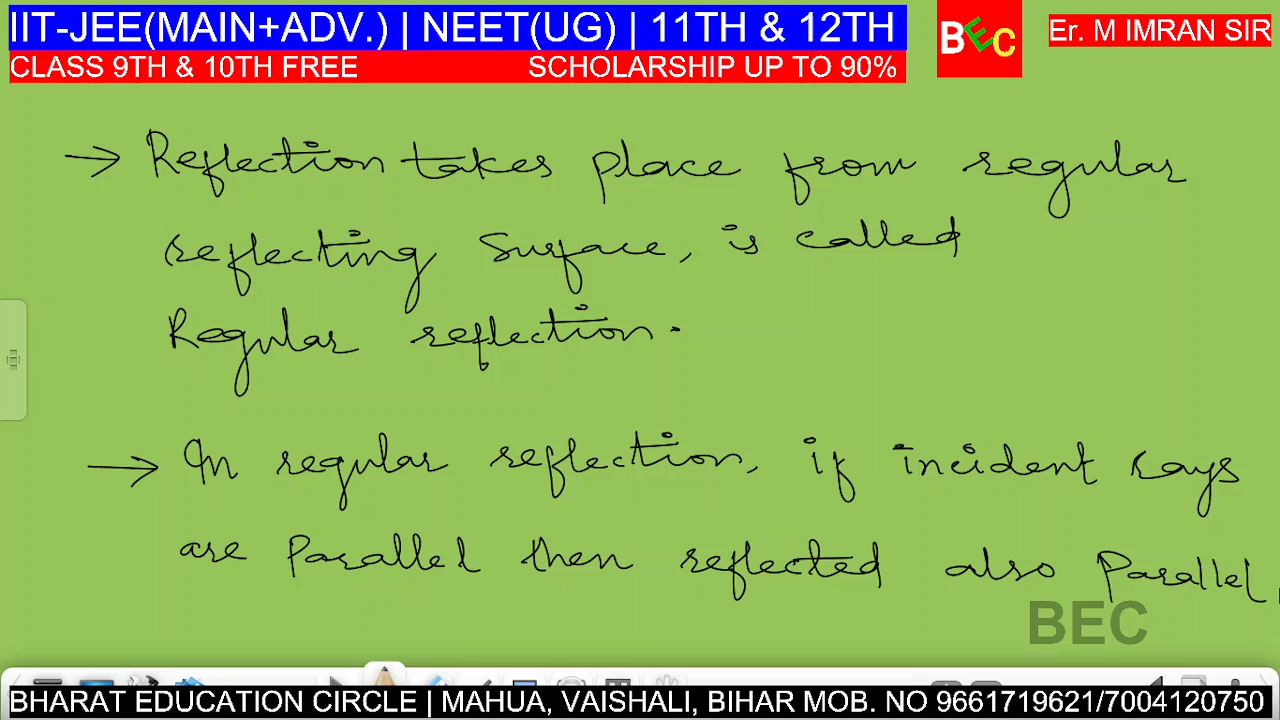 IIT-JEE(MAIN+ADV.) | NEET(UG) | 11TH & 12TH
CLASS 9TH & 10TH FREE SCHOLARSHIP UP TO 90%
BEC
Er. M IMRAN SIR
→ Reflection takes place from regular
reflecting surface, is called
Regular reflection.
→ In regular reflection, if incident rays
are parallel then reflected also parallel,
BEC
BHARAT EDUCATION CIRCLE | MAHUA, VAISHALI, BIHAR MOB. NO 9661719621/7004120750